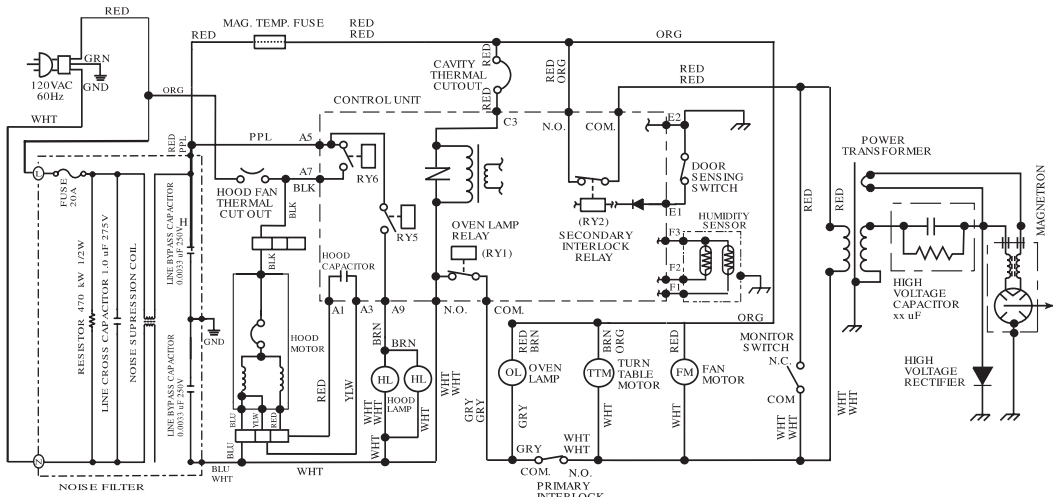 RED
MAG. TEMP. FUSE
RED
RED
RED
ORG
GRN
GND
120VAC
60Hz
WHT
ORG
CAVITY
THERMAL
CUTOUT
RED
RED
RED
ORG
RED
RED
CONTROL UNIT
C3
N.O.
COM.
E2
POWER
TRANSFORMER
RED
PPL
PPL
A5
A7
BLK
RY6
HOOD FAN
THERMAL
CUT OUT
DOOR
SENSING
SWITCH
L
FUSE
20A
BLK
BLK
RY5
OVEN LAMP
RELAY
(RY1)
(RY2)
SECONDARY
INTERLOCK
RELAY
E1
HUMIDITY
SENSOR
F3
F2
F1
RED
RED
MAGNETRON
H
RESISTOR 470 kW 1/2W
LINE CROSS CAPACITOR 1.0 uF 275V
NOISE SUPRESSION COIL
LINE BYPASS CAPACITOR
0.0033 uF 250V
LINE BYPASS CAPACITOR
0.0033 uF 250V
GND
HOOD
CAPACITOR
A1
A3
A9
N.O.
COM.
HIGH
VOLTAGE
CAPACITOR
xx uF
HOOD
MOTOR
BRN
BRN
RED
BRN
BRN
ORG
RED
ORG
MONITOR
SWITCH
N.C.
COM
HL
HL
HOOD
LAMP
OL
OVEN
LAMP
TTM
TURN
TABLE
MOTOR
FM
FAN
MOTOR
HIGH
VOLTAGE
RECTIFIER
RED
YLW
WHT
WHT
WHT
WHT
WHT
WHT
GRY
GRY
GRY
WHT
WHT
WHT
WHT
WHT
WHT
BLU
YLW
RED
BLU
BLU
WHT
WHT
GRY
COM.
WHT
WHT
N.O.
PRIMARY
INTERLOCK
NOISE FILTER